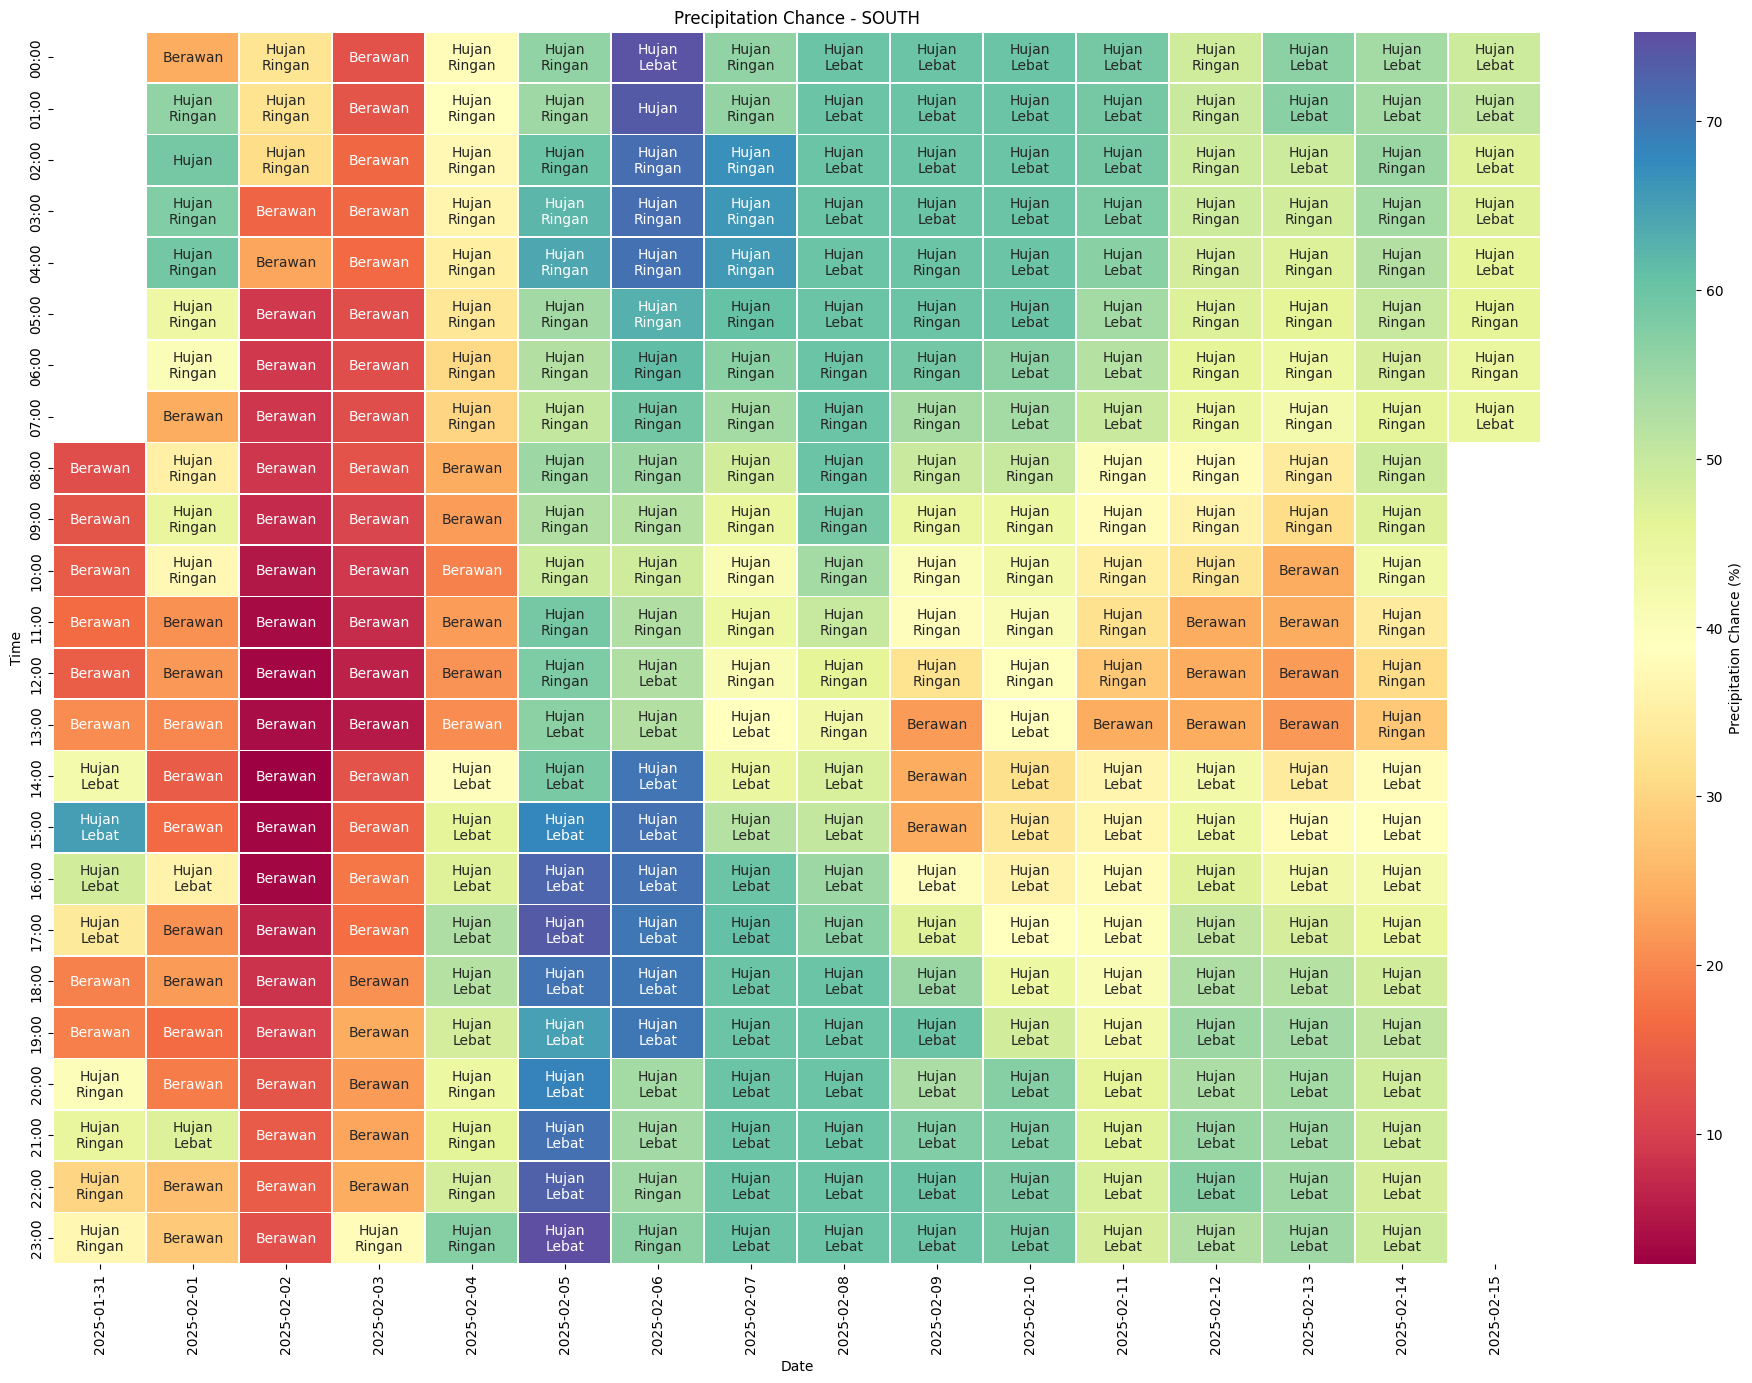 Precipitation Chance - SOUTH
00:00 Berawan Hujan Ringan Berawan Hujan Ringan Hujan Ringan Hujan Lebat Hujan Ringan Hujan Lebat Hujan Lebat Hujan Lebat Hujan Lebat Hujan Ringan Hujan Lebat Hujan Lebat Hujan Lebat
01:00 Hujan Ringan Hujan Ringan Berawan Hujan Ringan Hujan Ringan Hujan Hujan Ringan Hujan Lebat Hujan Lebat Hujan Lebat Hujan Lebat Hujan Ringan Hujan Lebat Hujan Lebat Hujan Lebat
02:00 Hujan Hujan Ringan Berawan Hujan Ringan Hujan Ringan Hujan Ringan Hujan Ringan Hujan Lebat Hujan Lebat Hujan Lebat Hujan Lebat Hujan Ringan Hujan Lebat Hujan Ringan Hujan Lebat
03:00 Hujan Ringan Berawan Berawan Hujan Ringan Hujan Ringan Hujan Ringan Hujan Ringan Hujan Lebat Hujan Lebat Hujan Lebat Hujan Lebat Hujan Ringan Hujan Ringan Hujan Ringan Hujan Lebat
04:00 Hujan Ringan Berawan Berawan Hujan Ringan Hujan Ringan Hujan Ringan Hujan Ringan Hujan Lebat Hujan Ringan Hujan Lebat Hujan Lebat Hujan Ringan Hujan Ringan Hujan Ringan Hujan Lebat
05:00 Hujan Ringan Berawan Berawan Hujan Ringan Hujan Ringan Hujan Ringan Hujan Ringan Hujan Lebat Hujan Ringan Hujan Lebat Hujan Lebat Hujan Ringan Hujan Ringan Hujan Ringan Hujan Ringan
06:00 Hujan Ringan Berawan Berawan Hujan Ringan Hujan Ringan Hujan Ringan Hujan Ringan Hujan Ringan Hujan Ringan Hujan Lebat Hujan Lebat Hujan Ringan Hujan Ringan Hujan Ringan Hujan Ringan
07:00 Berawan Berawan Berawan Hujan Ringan Hujan Ringan Hujan Ringan Hujan Ringan Hujan Ringan Hujan Ringan Hujan Lebat Hujan Lebat Hujan Ringan Hujan Ringan Hujan Ringan Hujan Lebat
08:00 Berawan Hujan Ringan Berawan Berawan Berawan Hujan Ringan Hujan Ringan Hujan Ringan Hujan Ringan Hujan Ringan Hujan Ringan Hujan Ringan Hujan Ringan Hujan Ringan Hujan Ringan
09:00 Berawan Hujan Ringan Berawan Berawan Berawan Hujan Ringan Hujan Ringan Hujan Ringan Hujan Ringan Hujan Ringan Hujan Ringan Hujan Ringan Hujan Ringan Hujan Ringan Hujan Ringan
10:00 Berawan Hujan Ringan Berawan Berawan Berawan Hujan Ringan Hujan Ringan Hujan Ringan Hujan Ringan Hujan Ringan Hujan Ringan Hujan Ringan Hujan Ringan Berawan Hujan Ringan
11:00 Berawan Berawan Berawan Berawan Berawan Hujan Ringan Hujan Ringan Hujan Ringan Hujan Ringan Hujan Ringan Hujan Ringan Hujan Ringan Berawan Berawan Hujan Ringan
12:00 Berawan Berawan Berawan Berawan Berawan Hujan Ringan Hujan Lebat Hujan Ringan Hujan Ringan Hujan Ringan Hujan Ringan Hujan Ringan Berawan Berawan Hujan Ringan
13:00 Berawan Berawan Berawan Berawan Berawan Hujan Lebat Hujan Lebat Hujan Lebat Hujan Ringan Berawan Hujan Lebat Berawan Berawan Berawan Hujan Ringan
14:00 Hujan Lebat Berawan Berawan Berawan Hujan Lebat Hujan Lebat Hujan Lebat Hujan Lebat Hujan Lebat Berawan Hujan Lebat Hujan Lebat Hujan Lebat Hujan Lebat Hujan Lebat
15:00 Hujan Lebat Berawan Berawan Berawan Hujan Lebat Hujan Lebat Hujan Lebat Hujan Lebat Hujan Lebat Berawan Hujan Lebat Hujan Lebat Hujan Lebat Hujan Lebat Hujan Lebat
16:00 Hujan Lebat Hujan Lebat Berawan Berawan Hujan Lebat Hujan Lebat Hujan Lebat Hujan Lebat Hujan Lebat Hujan Lebat Hujan Lebat Hujan Lebat Hujan Lebat Hujan Lebat Hujan Lebat
17:00 Hujan Lebat Berawan Berawan Berawan Hujan Lebat Hujan Lebat Hujan Lebat Hujan Lebat Hujan Lebat Hujan Lebat Hujan Lebat Hujan Lebat Hujan Lebat Hujan Lebat Hujan Lebat
18:00 Berawan Berawan Berawan Berawan Hujan Lebat Hujan Lebat Hujan Lebat Hujan Lebat Hujan Lebat Hujan Lebat Hujan Lebat Hujan Lebat Hujan Lebat Hujan Lebat Hujan Lebat
19:00 Berawan Berawan Berawan Berawan Hujan Lebat Hujan Lebat Hujan Lebat Hujan Lebat Hujan Lebat Hujan Lebat Hujan Lebat Hujan Lebat Hujan Lebat Hujan Lebat Hujan Lebat
20:00 Hujan Ringan Berawan Berawan Berawan Hujan Ringan Hujan Lebat Hujan Lebat Hujan Lebat Hujan Lebat Hujan Lebat Hujan Lebat Hujan Lebat Hujan Lebat Hujan Lebat Hujan Lebat
21:00 Hujan Ringan Hujan Lebat Berawan Berawan Hujan Ringan Hujan Lebat Hujan Lebat Hujan Lebat Hujan Lebat Hujan Lebat Hujan Lebat Hujan Lebat Hujan Lebat Hujan Lebat Hujan Lebat
22:00 Hujan Ringan Berawan Berawan Berawan Hujan Ringan Hujan Lebat Hujan Ringan Hujan Lebat Hujan Lebat Hujan Lebat Hujan Lebat Hujan Lebat Hujan Lebat Hujan Lebat Hujan Lebat
23:00 Hujan Ringan Berawan Berawan Hujan Ringan Hujan Ringan Hujan Lebat Hujan Ringan Hujan Lebat Hujan Lebat Hujan Lebat Hujan Lebat Hujan Lebat Hujan Lebat Hujan Lebat Hujan Lebat
Time
2025-01-31 2025-02-01 2025-02-02 2025-02-03 2025-02-04 2025-02-05 2025-02-06 2025-02-07 2025-02-08 2025-02-09 2025-02-10 2025-02-11 2025-02-12 2025-02-13 2025-02-14 2025-02-15
Date
70
60
50
40
30
20
10
Precipitation Chance (%)